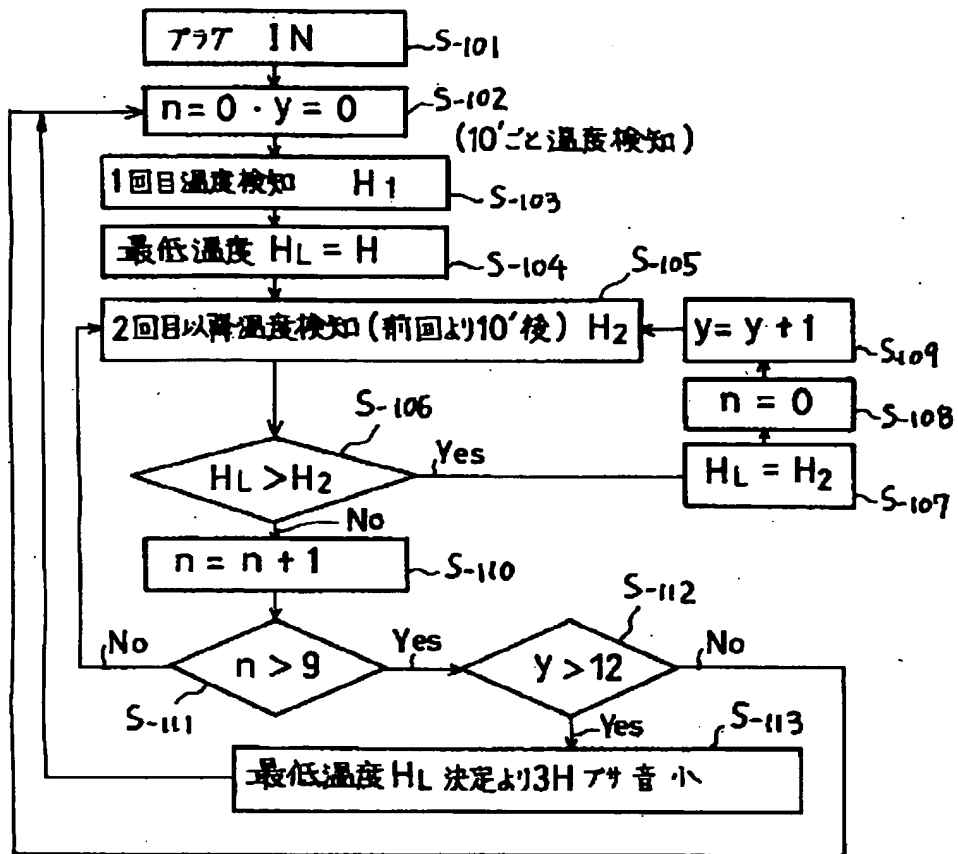 プラグ IN
S-101
n=0・y=0
S-102
(10'ごと温度検知)
1回目温度検知 H1
S-103
最低温度 HL = H
S-104
S-105
2回目以降温度検知(前回より10'後) H2
y= y+1
S-109
n = 0
S-108
HL = H2
S-107
S-106
HL >H2
Yes
No
n = n +1
S-110
S-112
n > 9
No
Yes
y >12
No
S-111
Yes
S-113
最低温度 HL 決定より3H ブザ音 小